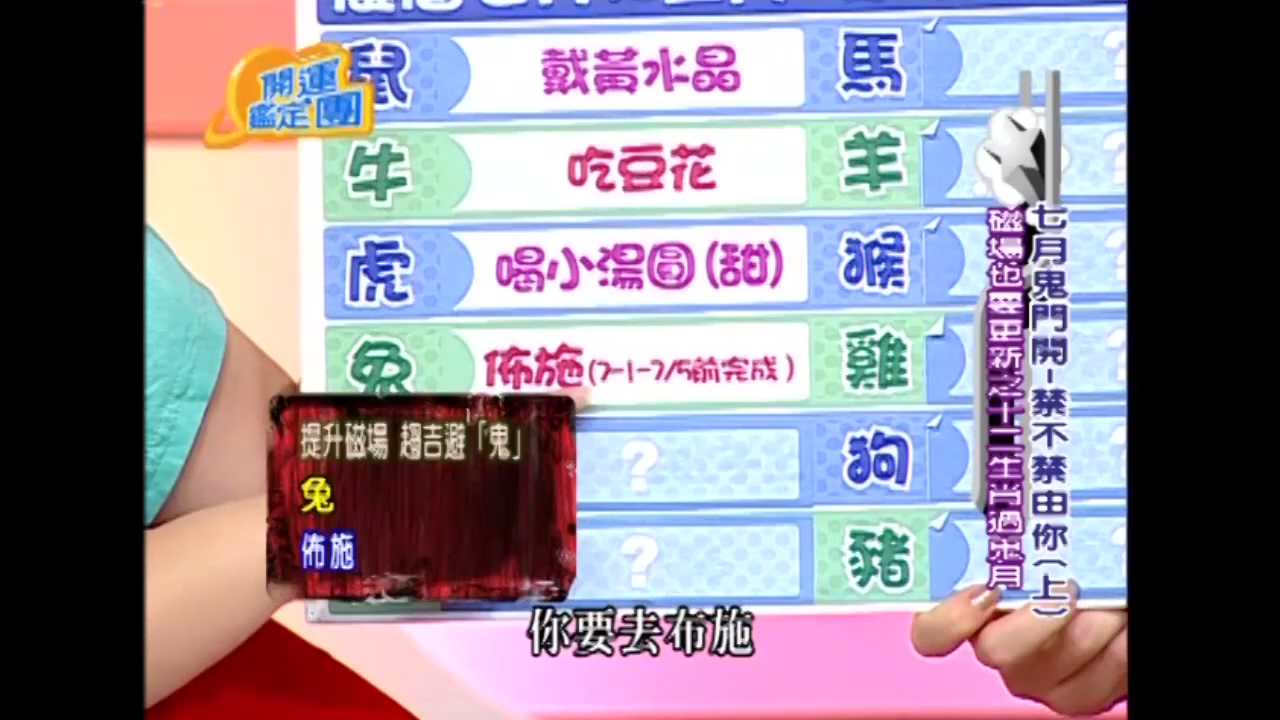 開運
鑑定團
鼠 戴黃水晶 馬 ?
牛 吃豆花 羊 ?
虎 喝小湯圓(甜) 猴 ?
兔 佈施(7-1-7/5前完成) 雞 ?
? 狗 ?
? 豬 ?
七月鬼門開-禁不禁由你(上)
磁場也要更新之十二生肖過鬼月
提升磁場 趨吉避「鬼」
兔
佈施
你要去布施